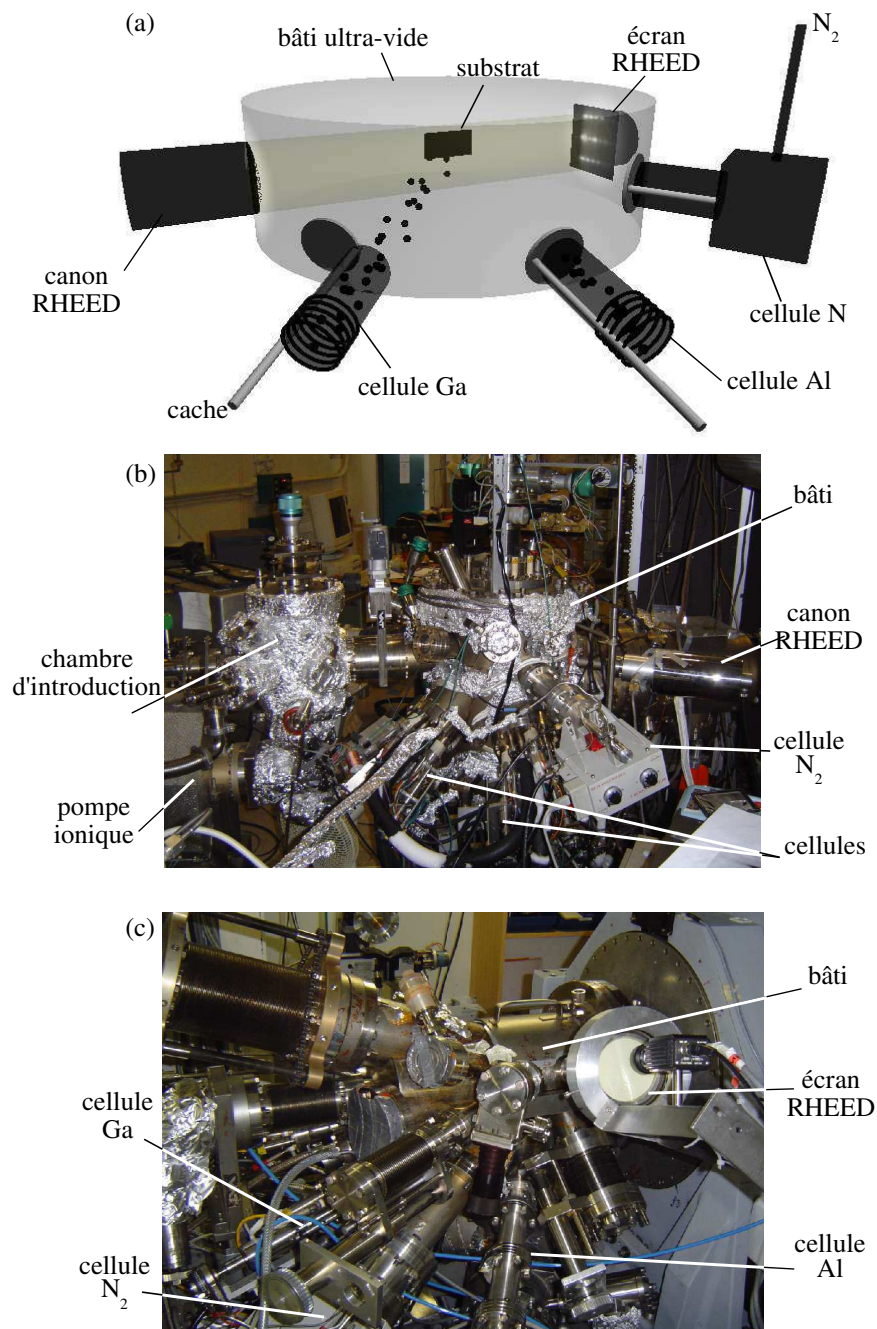 (a)
bâti ultra-vide
substrat
écran
RHEED
N2
canon
RHEED
cellule N
cellule Ga
cellule Al
cache
(b)
bâti
canon
RHEED
chambre
d'introduction
cellule
N2
pompe
ionique
cellules
(c)
bâti
écran
RHEED
cellule
Ga
cellule
Al
cellule
N2